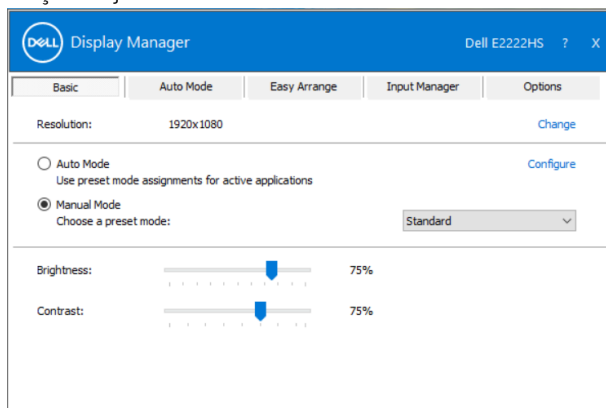 DELL Display Manager Dell E2222HS ? X
Basic Auto Mode Easy Arrange Input Manager Options
Resolution: 1920x1080 Change
Auto Mode Configure
Use preset mode assignments for active applications
Manual Mode
Choose a preset mode: Standard
Brightness: 75%
Contrast: 75%